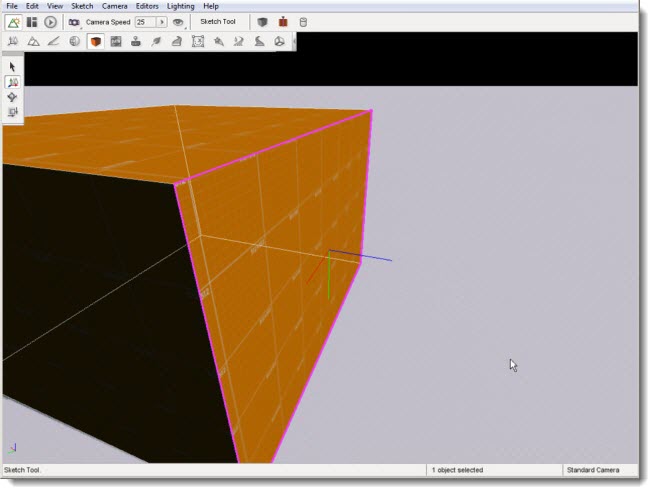 File Edit View Sketch Camera Editors Lighting Help
Camera Speed 25 Sketch Tool
Sketch Tool. 1 object selected Standard Camera